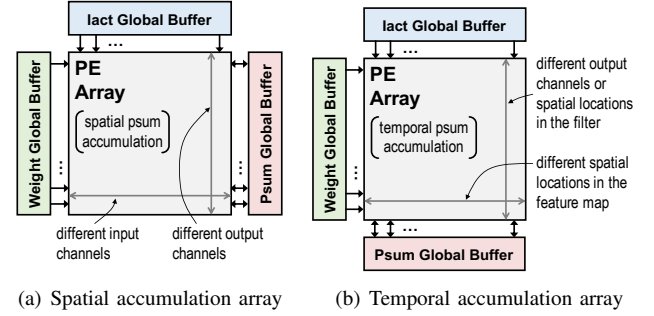 Iact Global Buffer
...
Weight Global Buffer
PE
Array
spatial psum
accumulation
...
...
Psum Global Buffer
different input
channels
different output
channels
(a) Spatial accumulation array
Iact Global Buffer
...
Weight Global Buffer
PE
Array
temporal psum
accumulation
...
different output
channels or
spatial locations
in the filter
different spatial
locations in the
feature map
...
Psum Global Buffer
(b) Temporal accumulation array